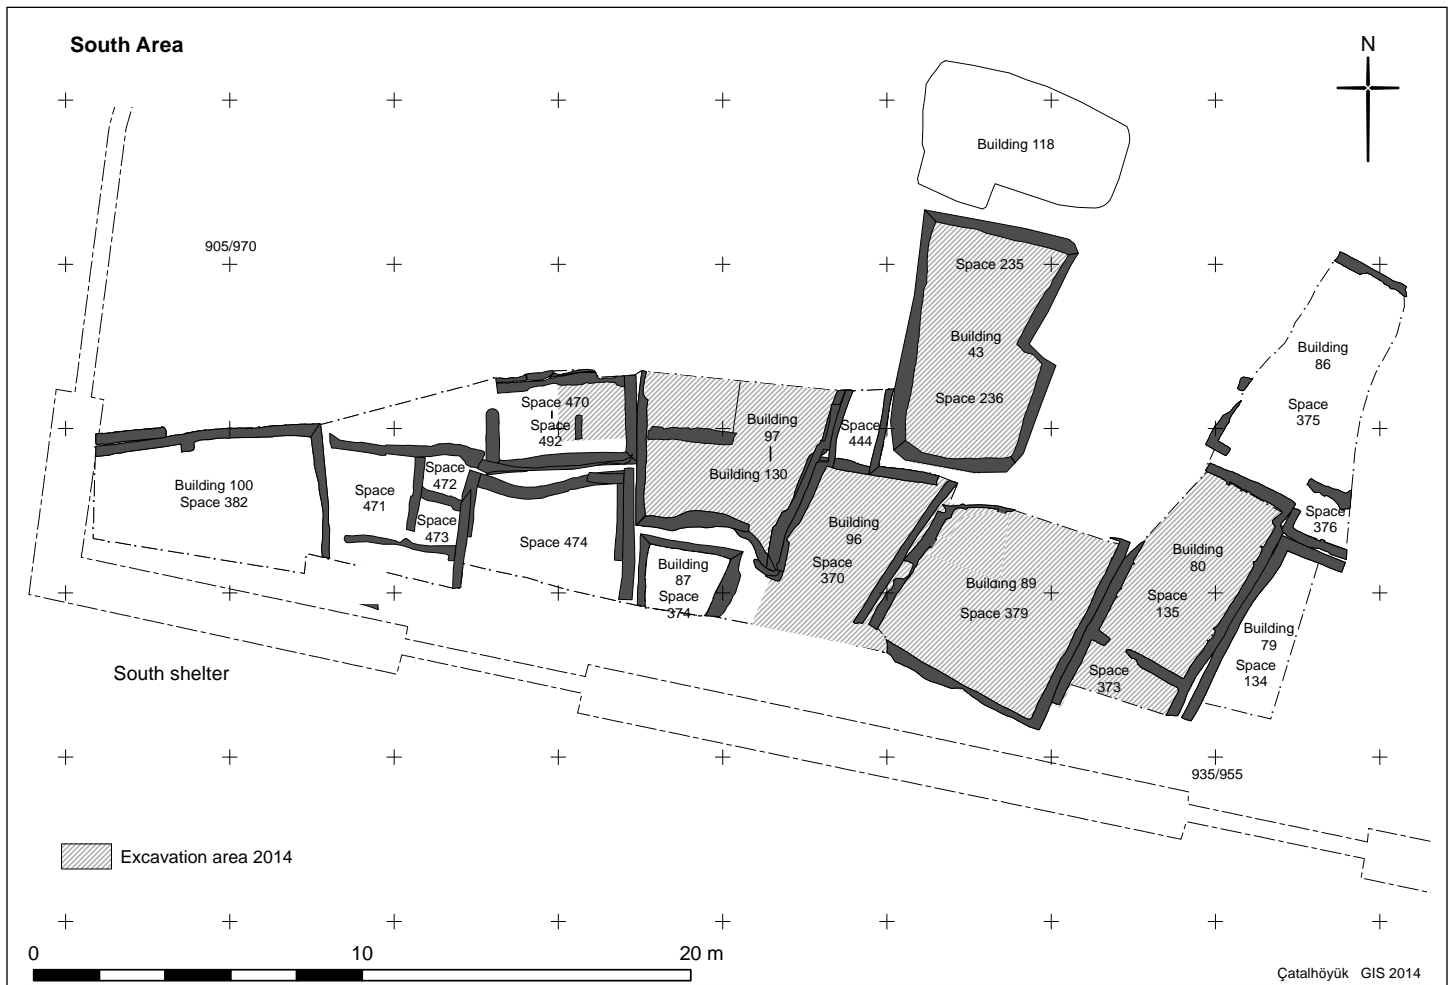 South Area
N
Building 118
905/970
Space 235
Building
43
Space 236
Building
86
Space
375
Space 470
Space
492
Building
97
Building 130
Space
444
Building 100
Space 382
Space
471
Space
472
Space
473
Space 474
Building
87
Space
374
Building
96
Space
370
Building 89
Space 379
Building
80
Space
135
Space
373
Space
376
Building
79
Space
134
South shelter
935/955
Excavation area 2014
0
10
20 m
Çatalhöyük GIS 2014